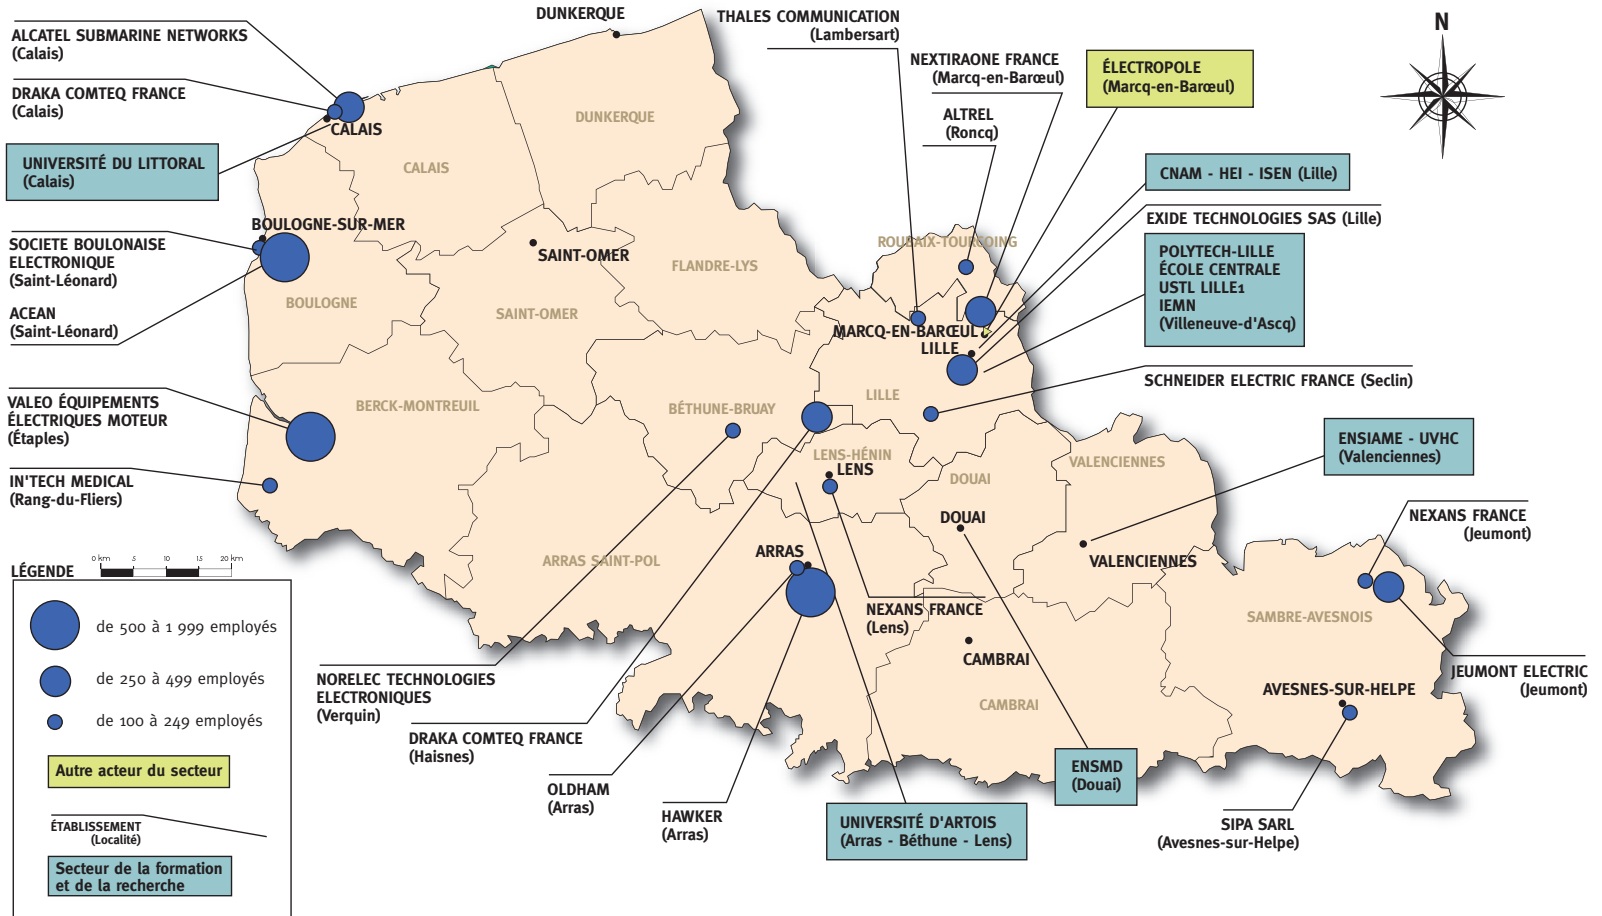 DUNKERQUE
THALES COMMUNICATION
(Lambersart)
N
ALCATEL SUBMARINE NETWORKS
(Calais)
NEXTIRAONE FRANCE
(Marcq-en-Barœul)
ÉLECTROPOLE
(Marcq-en-Barœul)
DRAKA COMTEQ FRANCE
(Calais)
ALTREL
(Roncq)
DUNKERQUE
CALAIS
UNIVERSITÉ DU LITTORAL
(Calais)
CALAIS
CNAM - HEI - ISEN (Lille)
EXIDE TECHNOLOGIES SAS (Lille)
BOULOGNE-SUR-MER
SOCIETE BOULONAISE
ELECTRONIQUE
(Saint-Léonard)
SAINT-OMER
FLANDRE-LYS
ROUBAIX-TOURCOING
POLYTECH-LILLE
ÉCOLE CENTRALE
USTL LILLE1
IEMN
(Villeneuve-d'Ascq)
BOULOGNE
SAINT-OMER
ACEAN
(Saint-Léonard)
MARCQ-EN-BARŒUL
LILLE
SCHNEIDER ELECTRIC FRANCE (Seclin)
VALEO ÉQUIPEMENTS
ÉLECTRIQUES MOTEUR
(Étaples)
BERCK-MONTREUIL
BÉTHUNE-BRUAY
LILLE
ENSIAME - UVHC
(Valenciennes)
LENS-HÉNIN
LENS
DOUAI
VALENCIENNES
IN'TECH MEDICAL
(Rang-du-Fliers)
NEXANS FRANCE
(Jeumont)
DOUAI
VALENCIENNES
ARRAS
ARRAS SAINT-POL
0 km 5 10 15 20 km
LÉGENDE
de 500 à 1 999 employés
de 250 à 499 employés
de 100 à 249 employés
Autre acteur du secteur
ÉTABLISSEMENT
(Localité)
Secteur de la formation
et de la recherche
NEXANS FRANCE
(Lens)
SAMBRE-AVESNOIS
CAMBRAI
CAMBRAI
NORELEC TECHNOLOGIES
ELECTRONIQUES
(Verquin)
JEUMONT ELECTRIC
(Jeumont)
AVESNES-SUR-HELPE
DRAKA COMTEQ FRANCE
(Haisnes)
OLDHAM
(Arras)
HAWKER
(Arras)
UNIVERSITÉ D'ARTOIS
(Arras - Béthune - Lens)
ENSMD
(Douai)
SIPA SARL
(Avesnes-sur-Helpe)